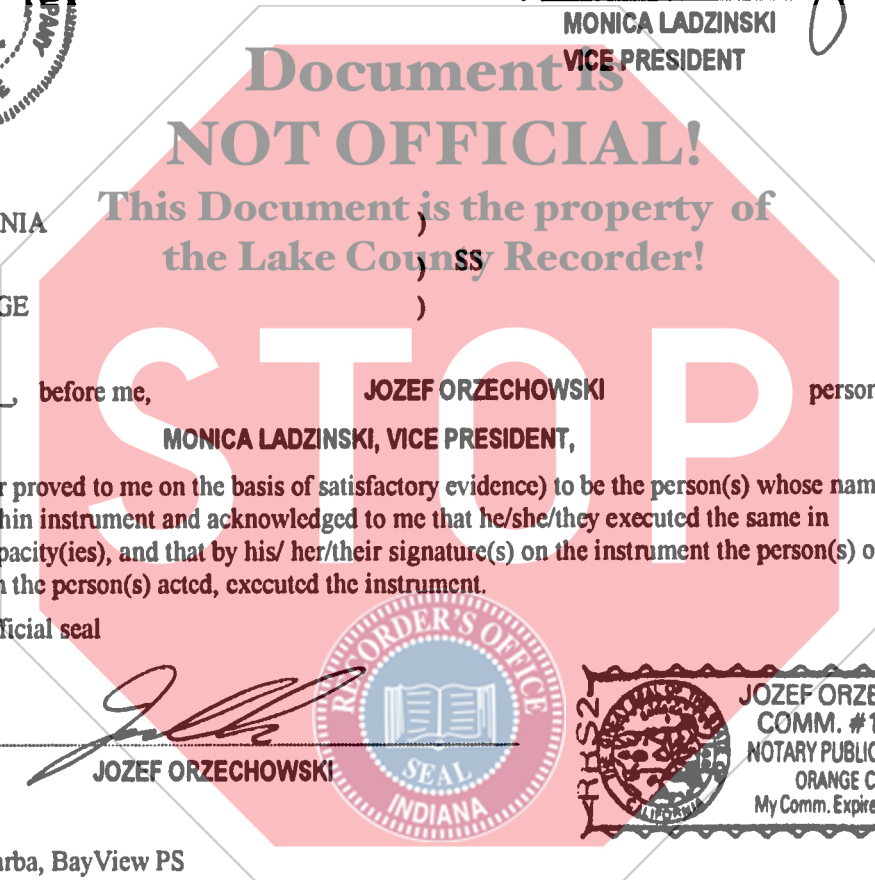 PANY
MONICA LADZINSKI
VICE PRESIDENT
Document is
NOT OFFICIAL!
This Document is the property of
the Lake County Recorder!
NIA )
) SS
GE )
STOP
before me, JOZEF ORZECHOWSKI person
MONICA LADZINSKI, VICE PRESIDENT,
r proved to me on the basis of satisfactory evidence) to be the person(s) whose nam
hin instrument and acknowledged to me that he/she/they executed the same in
pacity(ies), and that by his/ her/their signature(s) on the instrument the person(s) o
n the person(s) acted, executed the instrument.
ficial seal
RECORDER'S OFFICE
SEAL
INDIANA
JOZEF ORZECHOWSKI
RKS2
CALIFORNIA
JOZEF ORZE
COMM. # 1
NOTARY PUBLIC
ORANGE C
My Comm. Expire
arba, BayView PS